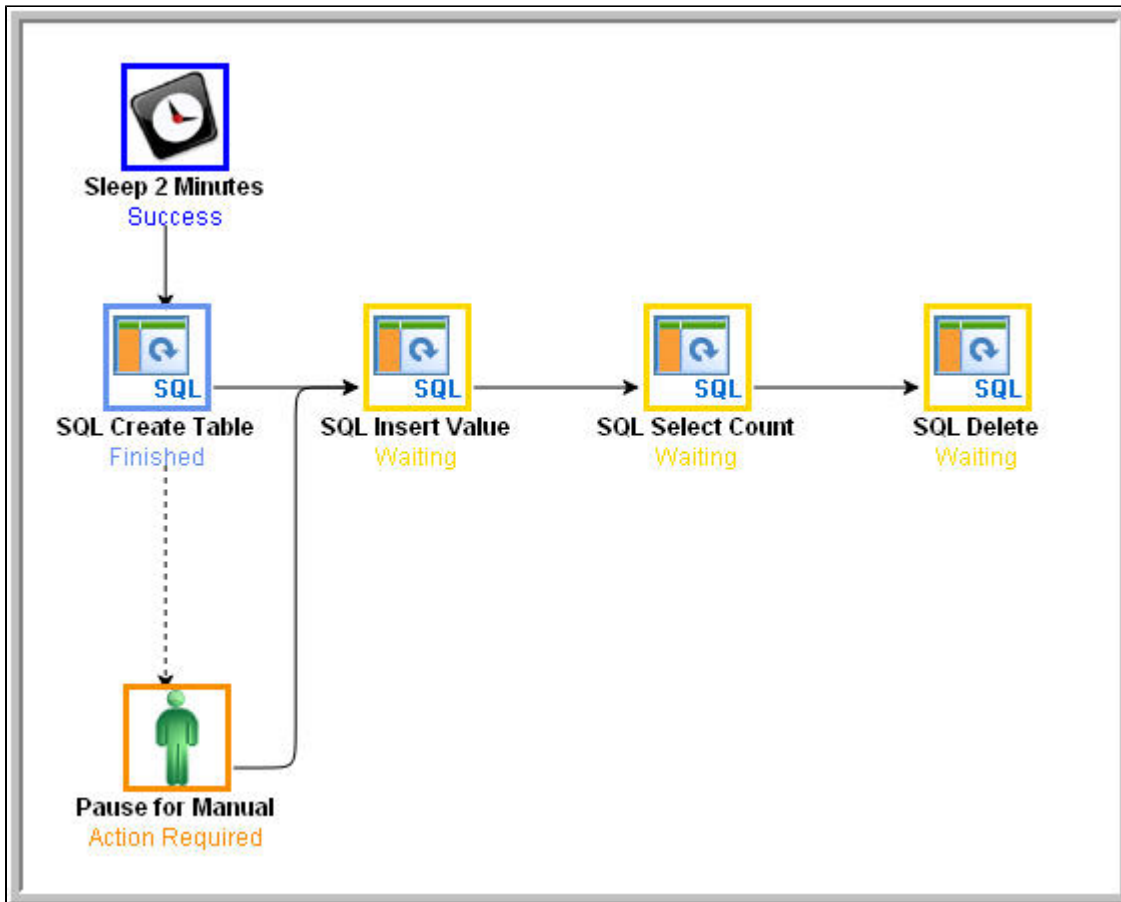 Sleep 2 Minutes
Success
SQL SQL SQL SQL
SQL Create Table SQL Insert Value SQL Select Count SQL Delete
Finished Waiting Waiting Waiting
Pause for Manual
Action Required